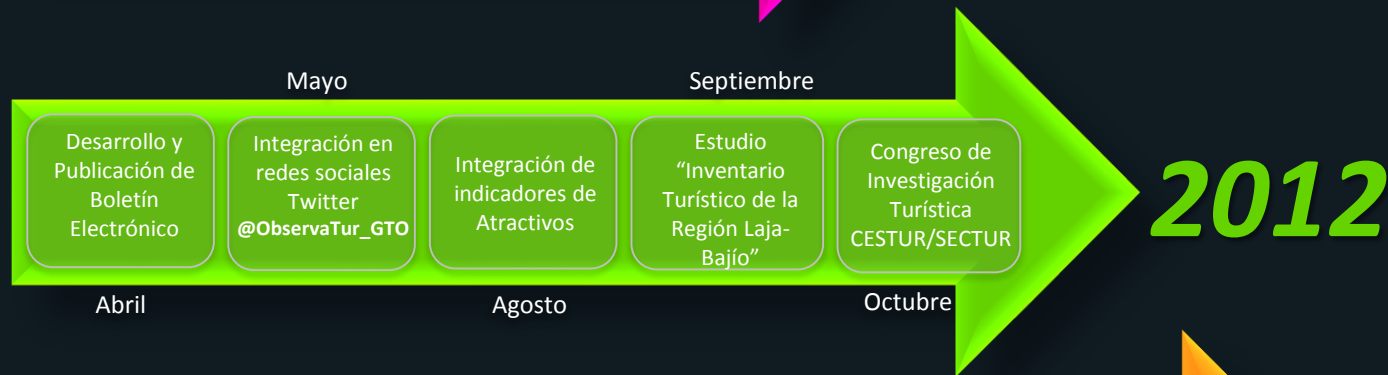 Mayo
Septiembre
Desarrollo y
Publicación de
Boletín
Electrónico
Integración en
redes sociales
Twitter
@ObservaTur_GTO
Integración de
indicadores de
Atractivos
Estudio
“Inventario
Turístico de la
Región Laja-
Bajío”
Congreso de
Investigación
Turística
CESTUR/SECTUR
2012
Abril
Agosto
Octubre